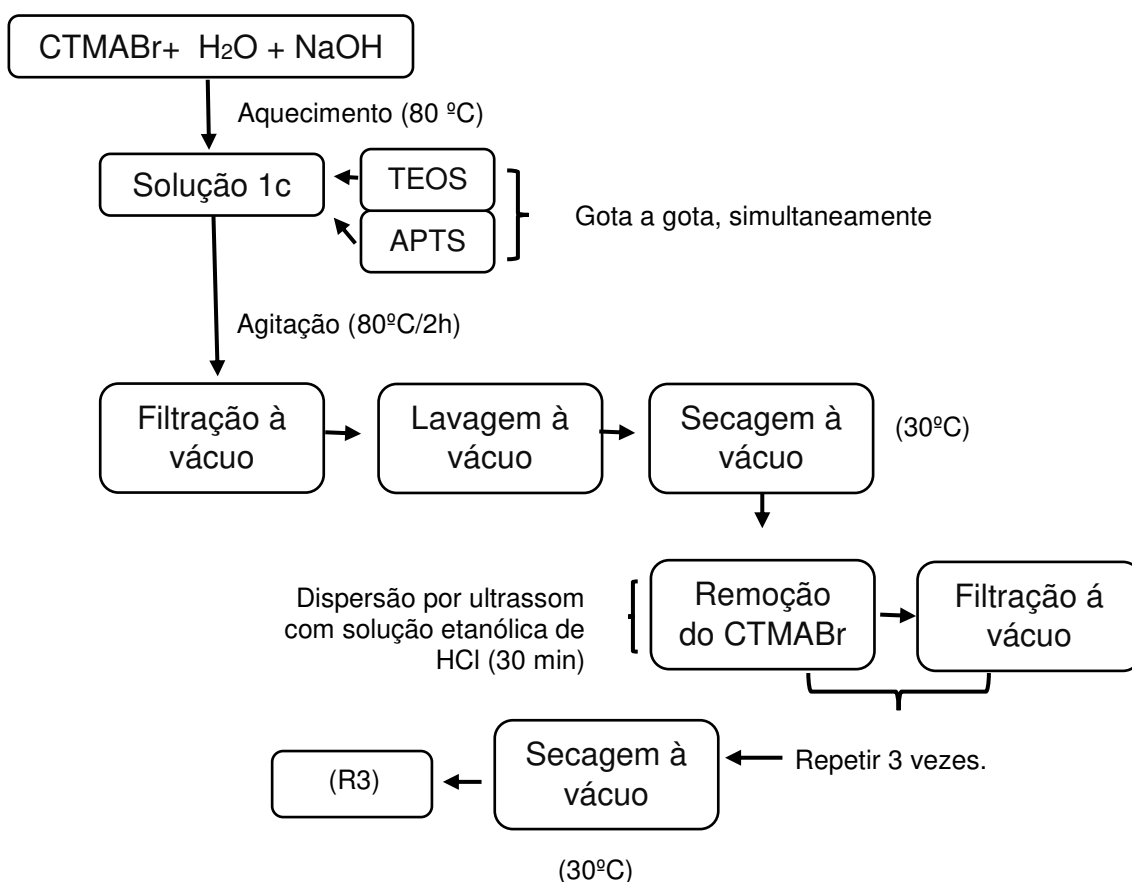 CTMABr+ H2O + NaOH
Aquecimento (80 ºC)
Solução 1c
TEOS
APTS
Gota a gota, simultaneamente
Agitação (80ºC/2h)
Filtração à
vácuo
Lavagem à
vácuo
Secagem à
vácuo
(30ºC)
Dispersão por ultrassom
com solução etanólica de
HCl (30 min)
Remoção
do CTMABr
Filtração á
vácuo
Repetir 3 vezes.
Secagem à
vácuo
(R3)
(30ºC)